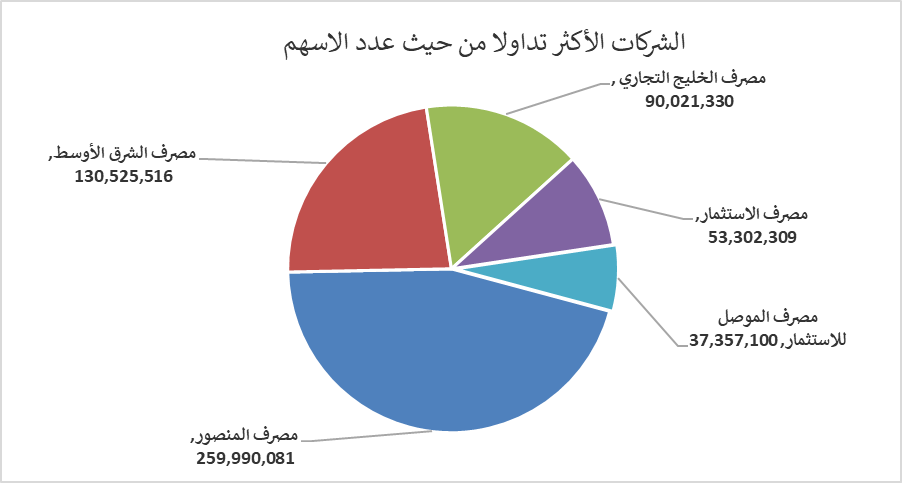 الشركات الأكثر تداولا من حيث عدد الاسهم
مصرف الخليج التجاري ,
90,021,330
مصرف الشرق الأوسط,
130,525,516
مصرف الاستثمار,
53,302,309
مصرف الموصل
للاستثمار, 37,357,100
مصرف المنصور,
259,990,081